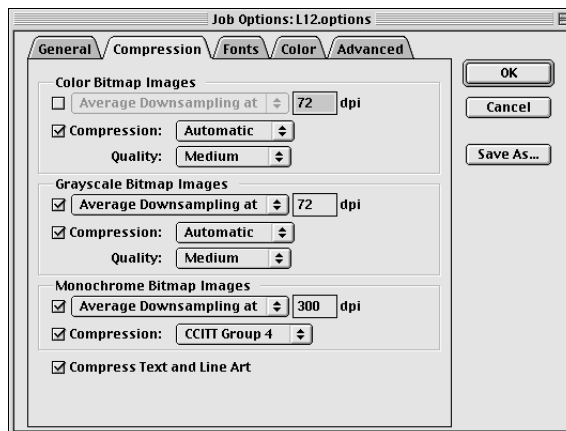 Job Options: L12.options
General
Compression
Fonts
Color
Advanced
Color Bitmap Images
Average Downsampling at 72 dpi
Compression: Automatic
Quality: Medium
Grayscale Bitmap Images
Average Downsampling at 72 dpi
Compression: Automatic
Quality: Medium
Monochrome Bitmap Images
Average Downsampling at 300 dpi
Compression: CCITT Group 4
Compress Text and Line Art
OK
Cancel
Save As...